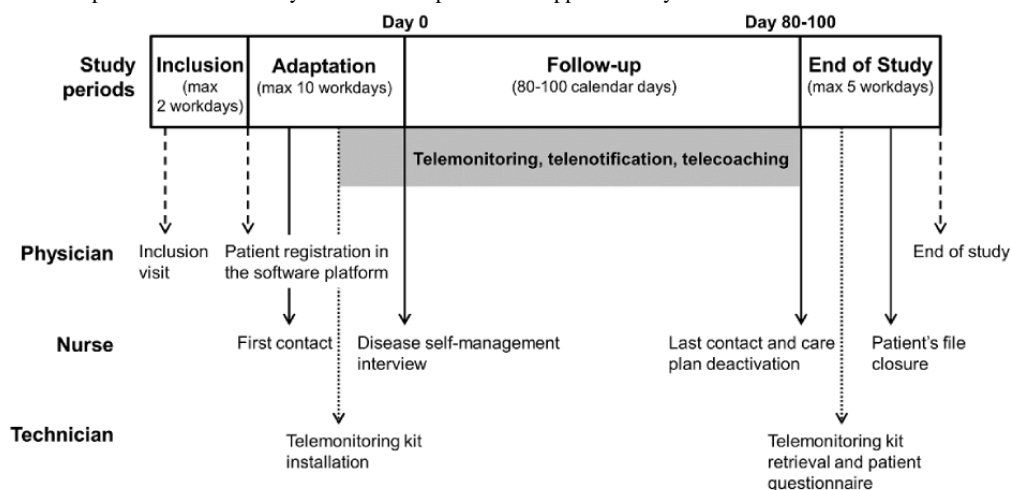 Day 0
Day 80-100
Study periods
Inclusion
(max
2 workdays)
Adaptation
(max 10 workdays)
Follow-up
(80-100 calendar days)
End of Study
(max 5 workdays)
Telemonitoring, telenotification, telecoaching
Physician
Inclusion
visit
Patient registration in
the software platform
End of study
Nurse
First contact
Disease self-management
interview
Last contact and care
plan deactivation
Patient's file
closure
Technician
Telemonitoring kit
installation
Telemonitoring kit
retrieval and patient
questionnaire